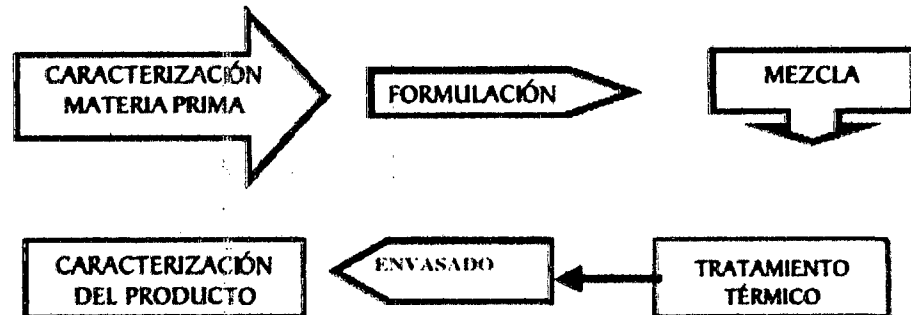 CARACTERIZACIÓN
MATERIA PRIMA
FORMULACIÓN
MEZCLA
TRATAMIENTO
TÉRMICO
ENVASADO
CARACTERIZACIÓN
DEL PRODUCTO